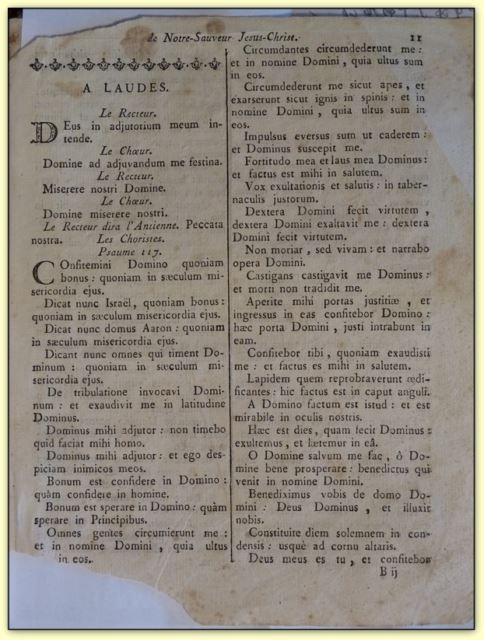 de Notre-Sauveur Jesus-Christ. 11
A LAUDES.
Le Recteur.
DEus in adjutorium meum in-
tende.
Le Chœur.
Domine ad adjuvandum me festina.
Le Recteur.
Miserere nostri Domine.
Le Chœur.
Domine miserere nostri.
Le Recteur dira l'Ancienne. Peccata
nostra. Les Choristes.
Psaume 117.
COnfitemini Domino quoniam
bonus : quoniam in sæculum mi-
sericordia ejus.
Dicat nunc Israël, quoniam bonus :
quoniam in sæculum misericordia ejus.
Dicat nunc domus Aaron : quoniam
in sæculum misericordia ejus.
Dicant nunc omnes qui timent Do-
minum : quoniam in sæculum mi-
sericordia ejus.
De tribulatione invocavi Domi-
num : et exaudivit me in latitudine
Dominus.
Dominus mihi adjutor : non timebo
quid faciat mihi homo.
Dominus mihi adjutor : et ego des-
piciam inimicos meos.
Bonum est confidere in Domino :
quàm confidere in homine.
Bonum est sperare in Domino : quàm
sperare in Principibus.
Omnes gentes circumierunt me :
et in nomine Domini , quia ultus
in eos.
Circumdantes circumdederunt me :
et in nomine Domini , quia ultus sum
in eos.
Circumdederunt me sicut apes , et
exarserunt sicut ignis in spinis : et in
nomine Domini , quia ultus sum in
eos.
Impulsus eversus sum ut caderem :
et Dominus suscepit me.
Fortitudo mea et laus mea Dominus :
et factus est mihi in salutem.
Vox exultationis et salutis : in taber-
naculis justorum.
Dextera Domini fecit virtutem ,
dextera Domini exaltavit me : dextera
Domini fecit virtutem.
Non moriar , sed vivam : et narrabo
opera Domini.
Castigans castigavit me Dominus :
et morti non tradidit me.
Aperite mihi portas justitiæ , et
ingressus in eas confitebor Domino :
hæc porta Domini , justi intrabunt in
eam.
Confitebor tibi , quoniam exaudisti
me : et factus es mihi in salutem.
Lapidem quem reprobraverunt ædi-
ficantes : hic factus est in caput anguli.
A Domino factum est istud : et est
mirabile in oculis nostris.
Hæc est dies, quam fecit Dominus :
exultemus , et lætemur in eâ.
O Domine salvum me fac , ô Do-
mine bene prosperare : benedictus qui
venit in nomine Domini.
Benediximus vobis de domo Do-
mini : Deus Dominus , et illuxit
nobis.
Constituite diem solemnem in con-
densis : usquè ad cornu altaris.
Deus meus es tu , et confitebor
B ij